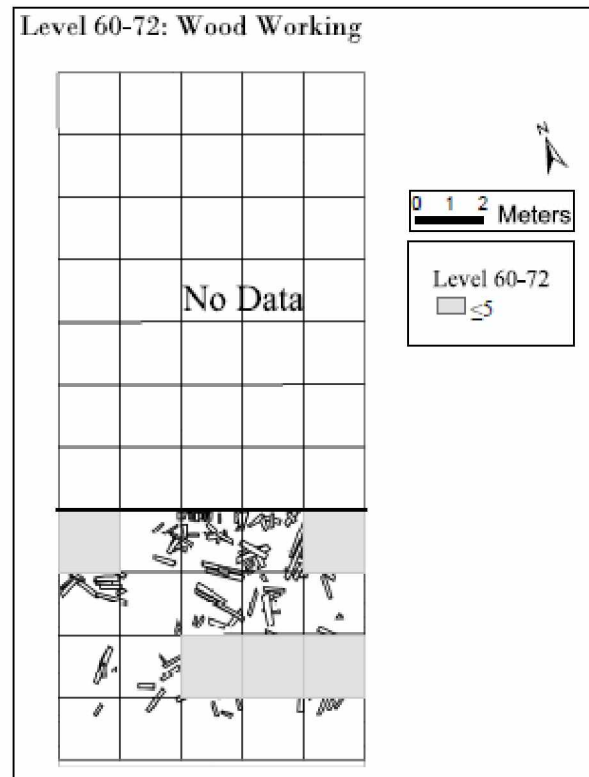 Level 60-72: Wood Working
N
0 1 2 Meters
Level 60-72
≤5
No Data